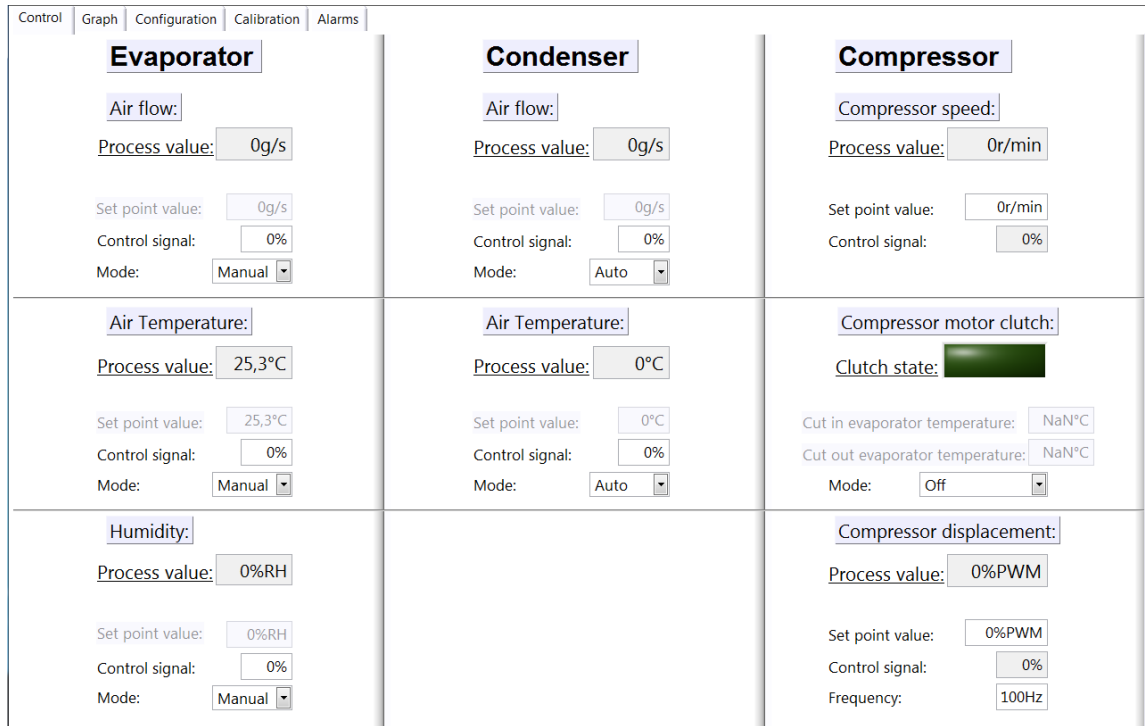 Control Graph Configuration Calibration Alarms
Evaporator
Air flow:
Process value: 0g/s
Set point value: 0g/s
Control signal: 0%
Mode: Manual
Air Temperature:
Process value: 25,3°C
Set point value: 25,3°C
Control signal: 0%
Mode: Manual
Humidity:
Process value: 0%RH
Set point value: 0%RH
Control signal: 0%
Mode: Manual
Condenser
Air flow:
Process value: 0g/s
Set point value: 0g/s
Control signal: 0%
Mode: Auto
Air Temperature:
Process value: 0°C
Set point value: 0°C
Control signal: 0%
Mode: Auto
Compressor
Compressor speed:
Process value: 0r/min
Set point value: 0r/min
Control signal: 0%
Compressor motor clutch:
Clutch state:
Cut in evaporator temperature: NaN°C
Cut out evaporator temperature: NaN°C
Mode: Off
Compressor displacement:
Process value: 0%PWM
Set point value: 0%PWM
Control signal: 0%
Frequency: 100Hz